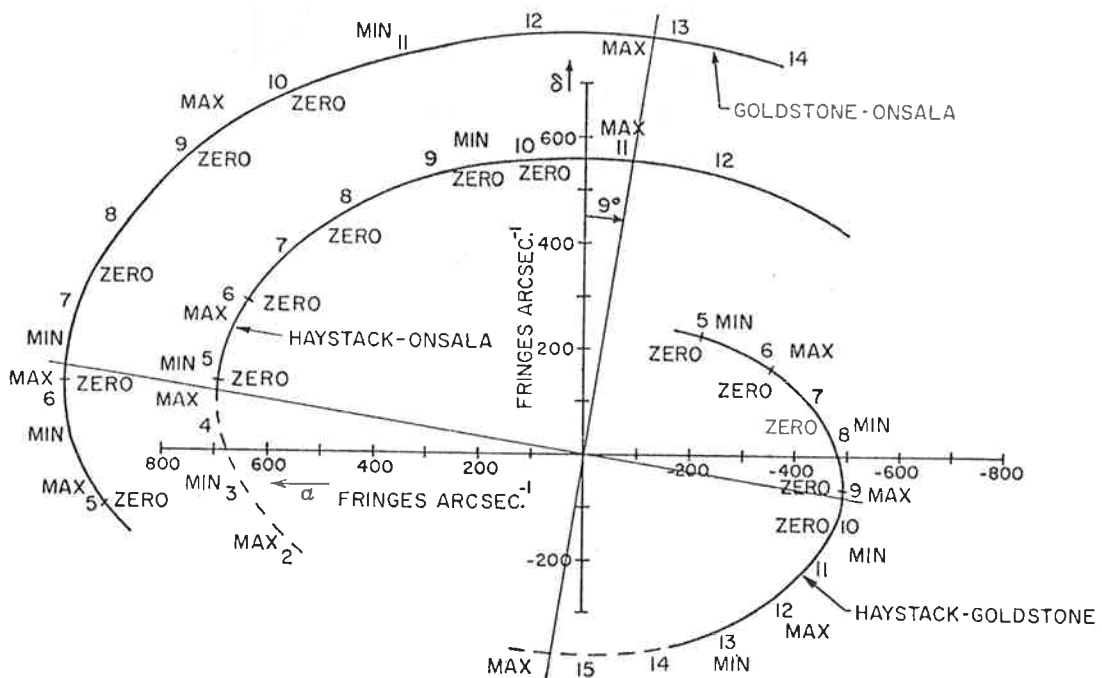 12
13
14
MIN
11
MAX
10
ZERO
δ
GOLDSTONE-ONSALA
MAX
9
ZERO
600
MAX
MIN
10
11
12
9
ZERO
ZERO
8
8
ZERO
9°
7
ZERO
400
7
ZERO
6
ZERO
MAX
HAYSTACK-ONSALA
FRINGES ARCSEC.-1
MIN
MIN
5
ZERO
MAX
MAX
6
ZERO
200
5
MIN
ZERO
6
MAX
ZERO
7
ZERO
8
MIN
4
MIN
800
600
400
200
-200
-400
-600
-800
MIN
3
α
FRINGES ARCSEC.-1
ZERO
9
MAX
MAX
5
ZERO
ZERO
10
MAX
2
-200
MIN
11
HAYSTACK-GOLDSTONE
12
MAX
13
MIN
14
15
MAX